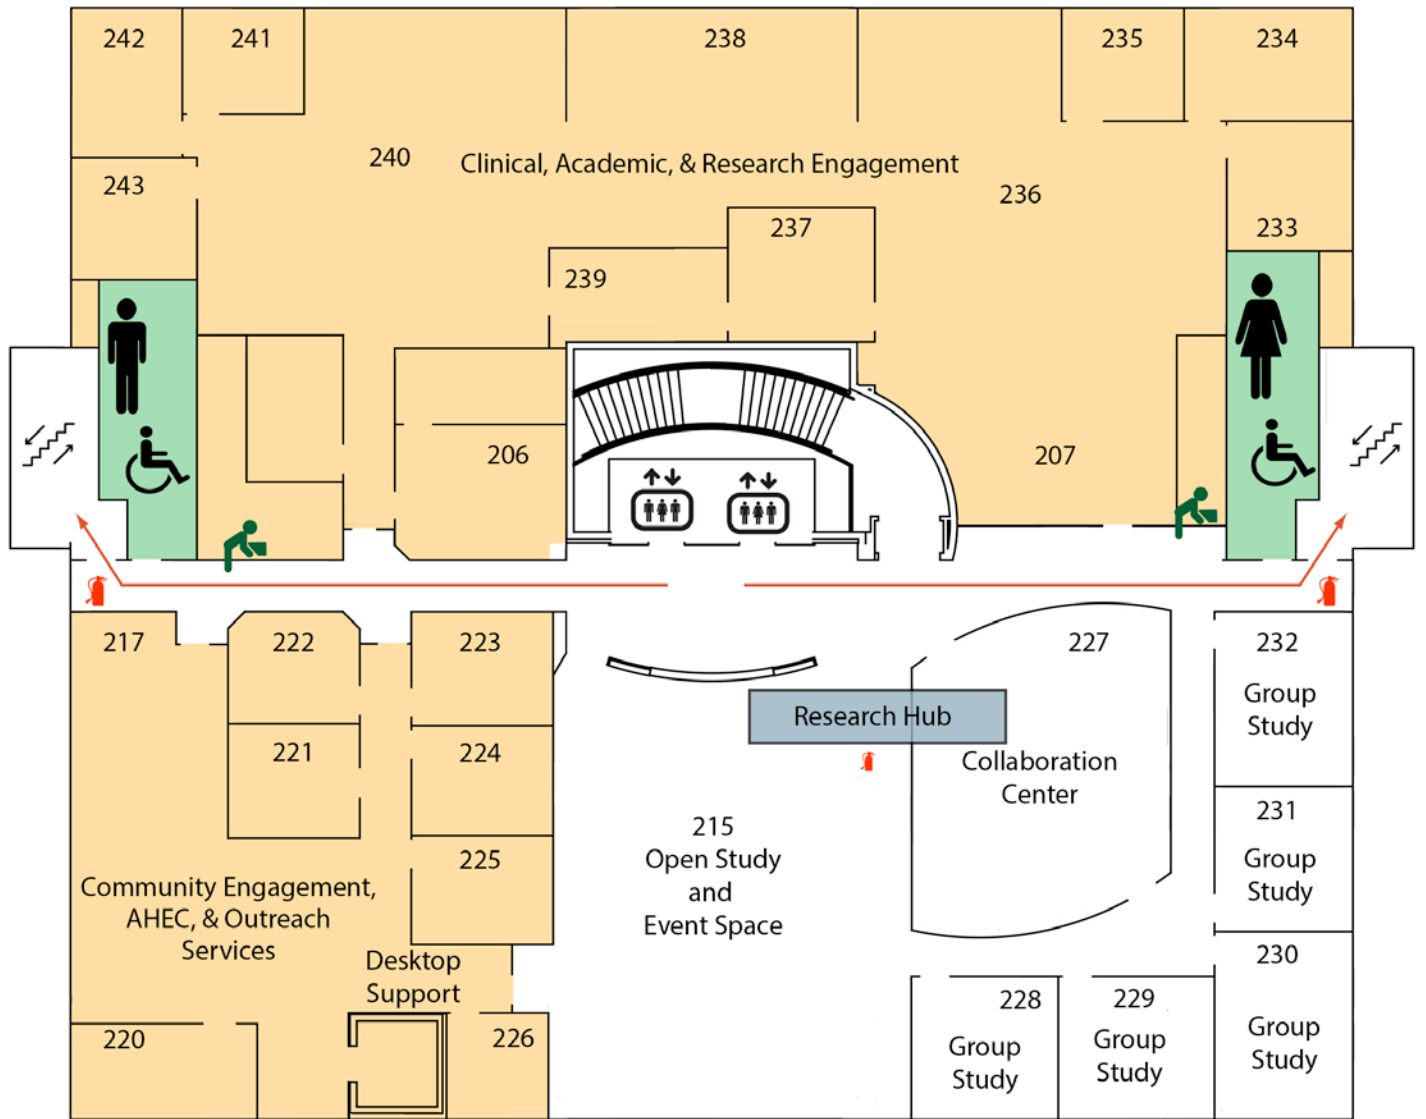 242
241
238
235
234
240
Clinical, Academic, & Research Engagement
243
236
237
233
239
206
207
217
222
223
227
232
Group
Study
Research Hub
221
224
Collaboration
Center
231
Group
Study
215
Open Study
and
Event Space
225
Community Engagement,
AHEC, & Outreach
Services
Desktop
Support
230
Group
Study
228
Group
Study
229
Group
Study
220
226